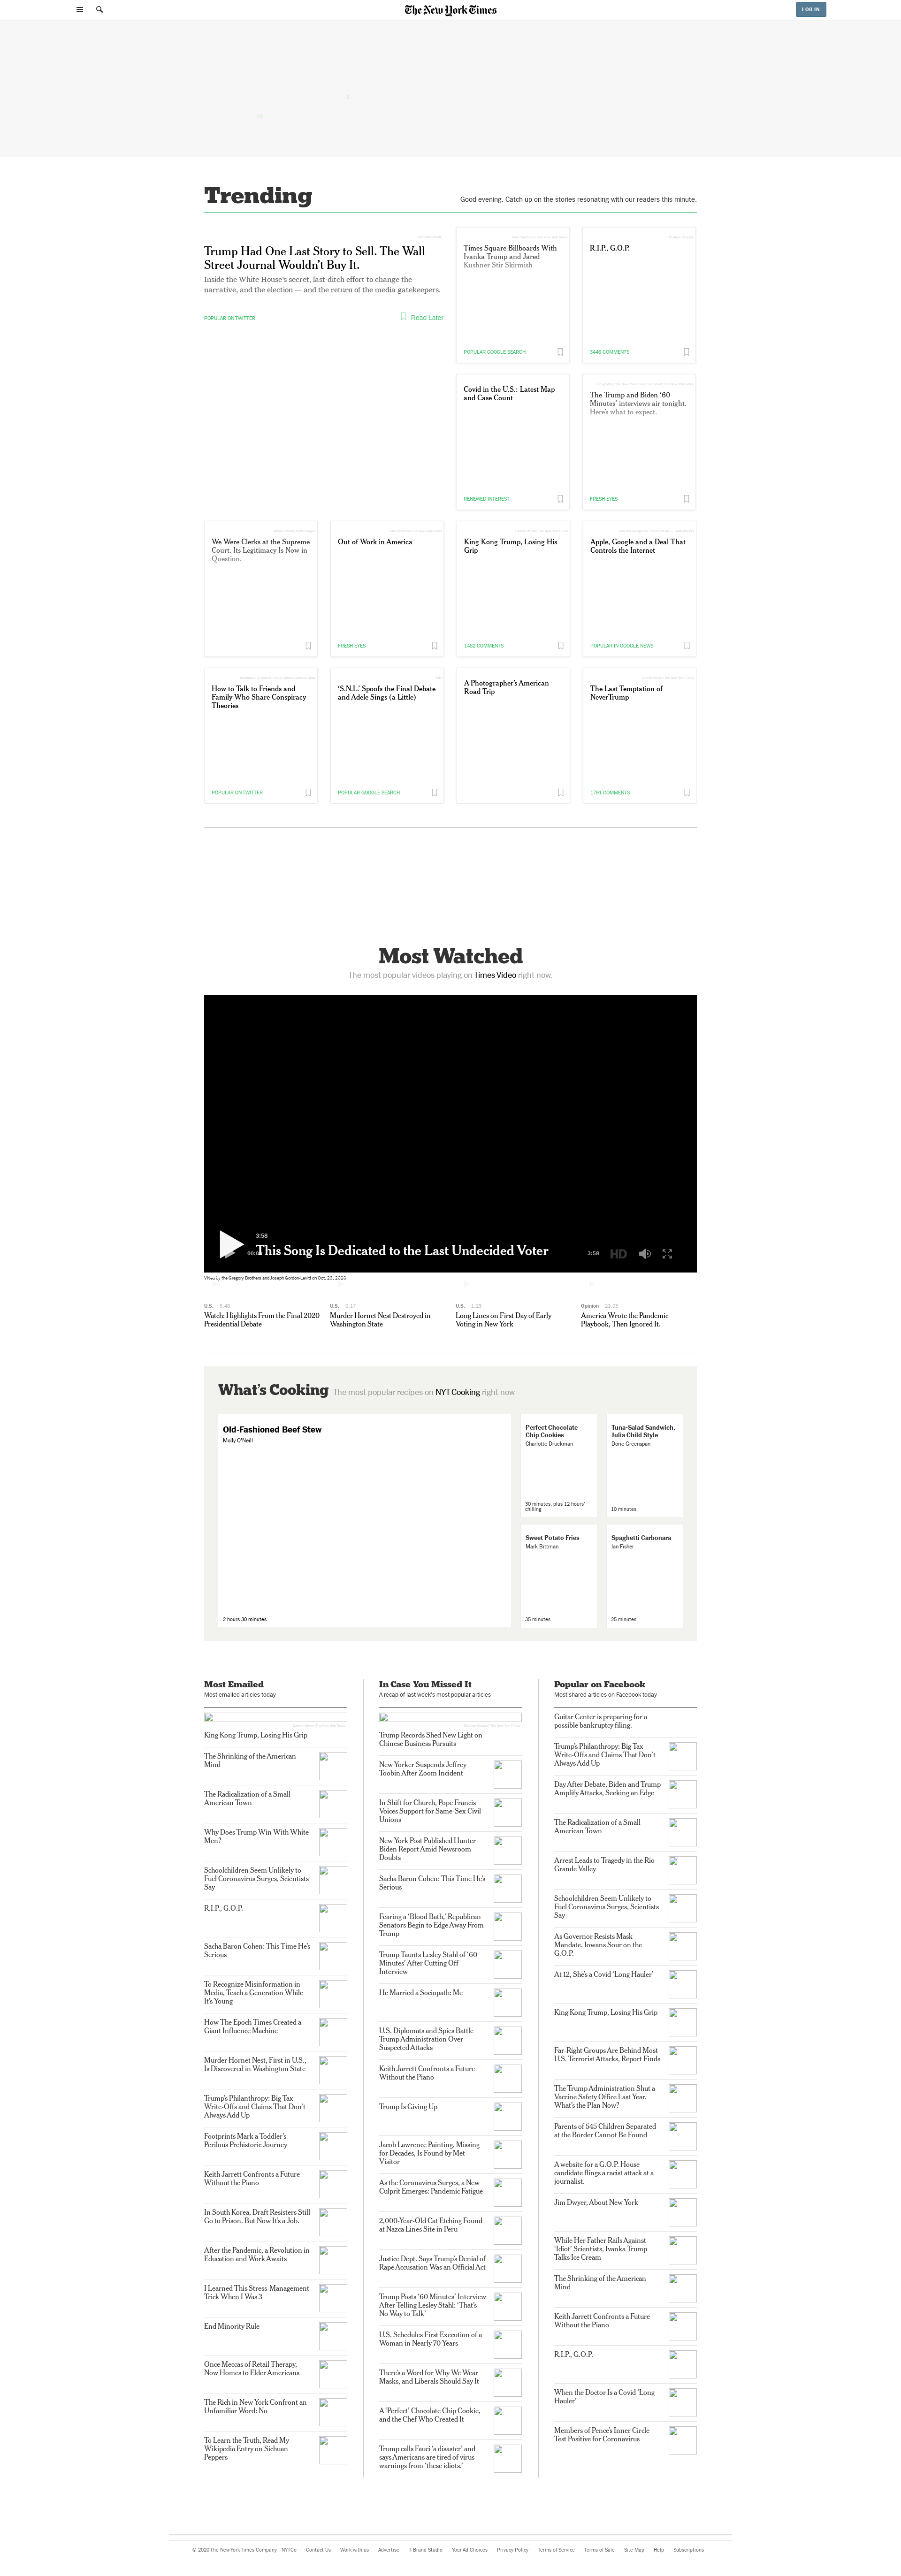 The New York Times
LOG IN
Trending
Good evening. Catch up on the stories resonating with our readers this minute.
Trump Had One Last Story to Sell. The Wall
Street Journal Wouldn't Buy It.
Inside the White House's secret, last-ditch effort to change the
narrative, and the election — and the return of the media gatekeepers.
POPULAR ON TWITTER
Read Later
Times Square Billboards With
Ivanka Trump and Jared
Kushner Stir Skirmish
POPULAR GOOGLE SEARCH
R.I.P., G.O.P.
3446 COMMENTS
Covid in the U.S.: Latest Map
and Case Count
RENEWED INTEREST
The Trump and Biden '60
Minutes' interviews air tonight.
Here's what to expect.
FRESH EYES
We Were Clerks at the Supreme
Court. Its Legitimacy Is Now in
Question.
Out of Work in America
FRESH EYES
King Kong Trump, Losing His
Grip
1482 COMMENTS
Apple, Google and a Deal That
Controls the Internet
POPULAR IN GOOGLE NEWS
How to Talk to Friends and
Family Who Share Conspiracy
Theories
POPULAR ON TWITTER
'S.N.L.' Spoofs the Final Debate
and Adele Sings (a Little)
POPULAR GOOGLE SEARCH
A Photographer's American
Road Trip
The Last Temptation of
NeverTrump
1791 COMMENTS
Most Watched
The most popular videos playing on Times Video right now.
3:58
This Song Is Dedicated to the Last Undecided Voter
3:58
HD
Video by The Gregory Brothers and Joseph Gordon-Levitt on Oct. 23, 2020.
U.S. 5:48
Watch: Highlights From the Final 2020
Presidential Debate
U.S. 0:17
Murder Hornet Nest Destroyed in
Washington State
U.S. 1:23
Long Lines on First Day of Early
Voting in New York
Opinion
America Wrote the Pandemic
Playbook, Then Ignored It.
What's Cooking The most popular recipes on NYT Cooking right now
Old-Fashioned Beef Stew
Molly O'Neill
2 hours 30 minutes
Perfect Chocolate
Chip Cookies
Charlotte Druckman
30 minutes, plus 12 hours'
chilling
Tuna-Salad Sandwich,
Julia Child Style
Dorie Greenspan
10 minutes
Sweet Potato Fries
Mark Bittman
35 minutes
Spaghetti Carbonara
Ian Fisher
25 minutes
Most Emailed
Most emailed articles today
King Kong Trump, Losing His Grip
The Shrinking of the American
Mind
The Radicalization of a Small
American Town
Why Does Trump Win With White
Men?
Schoolchildren Seem Unlikely to
Fuel Coronavirus Surges, Scientists
Say
R.I.P., G.O.P.
Sacha Baron Cohen: This Time He's
Serious
To Recognize Misinformation in
Media, Teach a Generation While
It's Young
How The Epoch Times Created a
Giant Influence Machine
Murder Hornet Nest, First in U.S.,
Is Discovered in Washington State
Trump's Philanthropy: Big Tax
Write-Offs and Claims That Don't
Always Add Up
Footprints Mark a Toddler's
Perilous Prehistoric Journey
Keith Jarrett Confronts a Future
Without the Piano
In South Korea, Draft Resisters Still
Go to Prison. But Now It's a Job.
After the Pandemic, a Revolution in
Education and Work Awaits
I Learned This Stress-Management
Trick When I Was 3
End Minority Rule
Once Meccas of Retail Therapy,
Now Homes to Elder Americans
The Rich in New York Confront an
Unfamiliar Word: No
To Learn the Truth, Read My
Wikipedia Entry on Sichuan
Peppers
In Case You Missed It
A recap of last week's most popular articles
Trump Records Shed New Light on
Chinese Business Pursuits
New Yorker Suspends Jeffrey
Toobin After Zoom Incident
In Shift for Church, Pope Francis
Voices Support for Same-Sex Civil
Unions
New York Post Published Hunter
Biden Report Amid Newsroom
Doubts
Sacha Baron Cohen: This Time He's
Serious
Fearing a 'Blood Bath,' Republican
Senators Begin to Edge Away From
Trump
Trump Taunts Lesley Stahl of '60
Minutes' After Cutting Off
Interview
He Married a Sociopath: Me
U.S. Diplomats and Spies Battle
Trump Administration Over
Suspected Attacks
Keith Jarrett Confronts a Future
Without the Piano
Trump Is Giving Up
Jacob Lawrence Painting, Missing
for Decades, Is Found by Met
Visitor
As the Coronavirus Surges, a New
Culprit Emerges: Pandemic Fatigue
2,000-Year-Old Cat Etching Found
at Nazca Lines Site in Peru
Justice Dept. Says Trump's Denial of
Rape Accusation Was an Official Act
Trump Posts '60 Minutes' Interview
After Telling Lesley Stahl: 'That's
No Way to Talk'
U.S. Schedules First Execution of a
Woman in Nearly 70 Years
There's a Word for Why We Wear
Masks, and Liberals Should Say It
A 'Perfect' Chocolate Chip Cookie,
and the Chef Who Created It
Trump calls Fauci 'a disaster' and
says Americans are tired of virus
warnings from 'these idiots.'
Popular on Facebook
Most shared articles on Facebook today
Guitar Center is preparing for a
possible bankruptcy filing.
Trump's Philanthropy: Big Tax
Write-Offs and Claims That Don't
Always Add Up
Day After Debate, Biden and Trump
Amplify Attacks, Seeking an Edge
The Radicalization of a Small
American Town
Arrest Leads to Tragedy in the Rio
Grande Valley
Schoolchildren Seem Unlikely to
Fuel Coronavirus Surges, Scientists
Say
As Governor Resists Mask
Mandate, Iowans Sour on the
G.O.P.
At 12, She's a Covid 'Long Hauler'
King Kong Trump, Losing His Grip
Far-Right Groups Are Behind Most
U.S. Terrorist Attacks, Report Finds
The Trump Administration Shut a
Vaccine Safety Office Last Year.
What's the Plan Now?
Parents of 545 Children Separated
at the Border Cannot Be Found
A website for a G.O.P. House
candidate flings a racist attack at a
journalist.
Jim Dwyer, About New York
While Her Father Rails Against
'Idiot' Scientists, Ivanka Trump
Talks Ice Cream
The Shrinking of the American
Mind
Keith Jarrett Confronts a Future
Without the Piano
R.I.P., G.O.P.
When the Doctor Is a Covid 'Long
Hauler'
Members of Pence's Inner Circle
Test Positive for Coronavirus
© 2020 The New York Times Company NYTCo Contact Us Work with us Advertise T Brand Studio Your Ad Choices Privacy Policy Terms of Service Terms of Sale Site Map Help Subscriptions